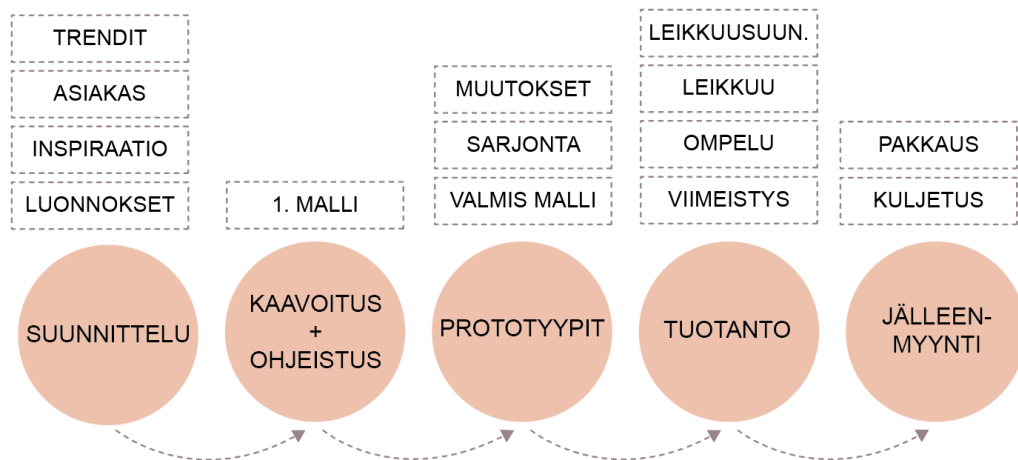 TRENDIT
ASIAKAS
INSPIRAATIO
LUONNOKSET
SUUNNITTELU
1. MALLI
KAAVOITUS
+
OHJEISTUS
MUUTOKSET
SARJONTA
VALMIS MALLI
PROTOTYYPIT
LEIKKUUSUUN.
LEIKKUU
OMPELU
VIIMEISTYS
TUOTANTO
PAKKAUS
KULJETUS
JÄLLEEN-
MYYNTI